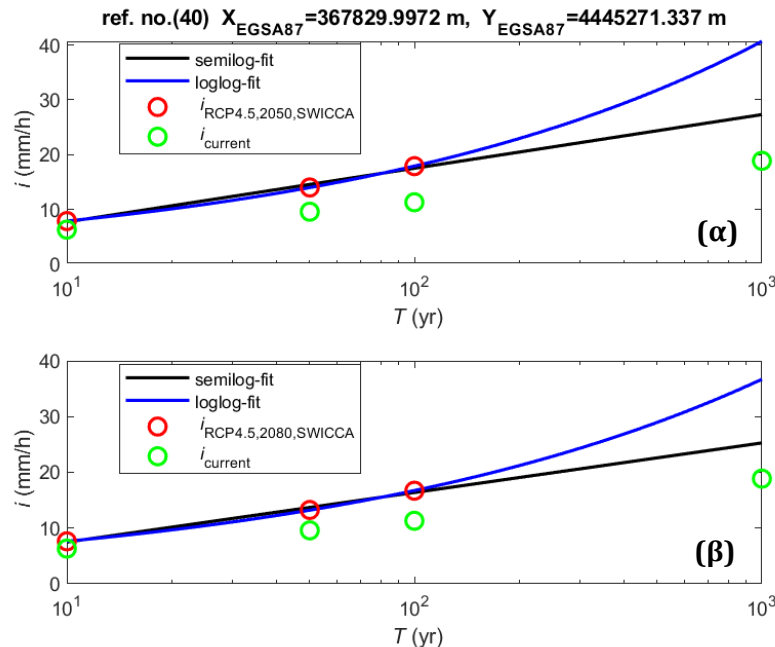 ref. no.(40) X_EGSA87=367829.9972 m, Y_EGSA87=4445271.337 m
40
30
20
10
0
i (mm/h)
semilog-fit
loglog-fit
i_RCP4.5,2050,SWICCA
i_current
(α)
10^1
10^2
10^3
T (yr)
40
30
20
10
0
i (mm/h)
semilog-fit
loglog-fit
i_RCP4.5,2080,SWICCA
i_current
(β)
10^1
10^2
10^3
T (yr)